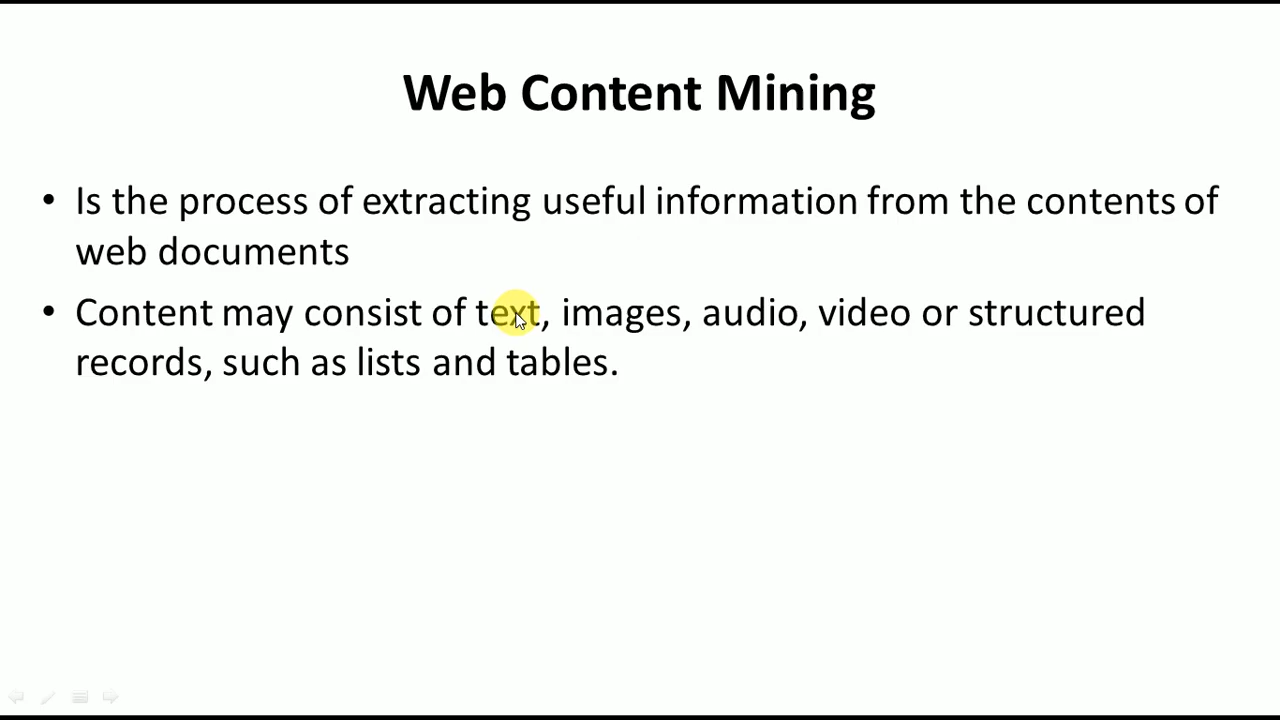 Web Content Mining
• Is the process of extracting useful information from the contents of
web documents
• Content may consist of text, images, audio, video or structured
records, such as lists and tables.